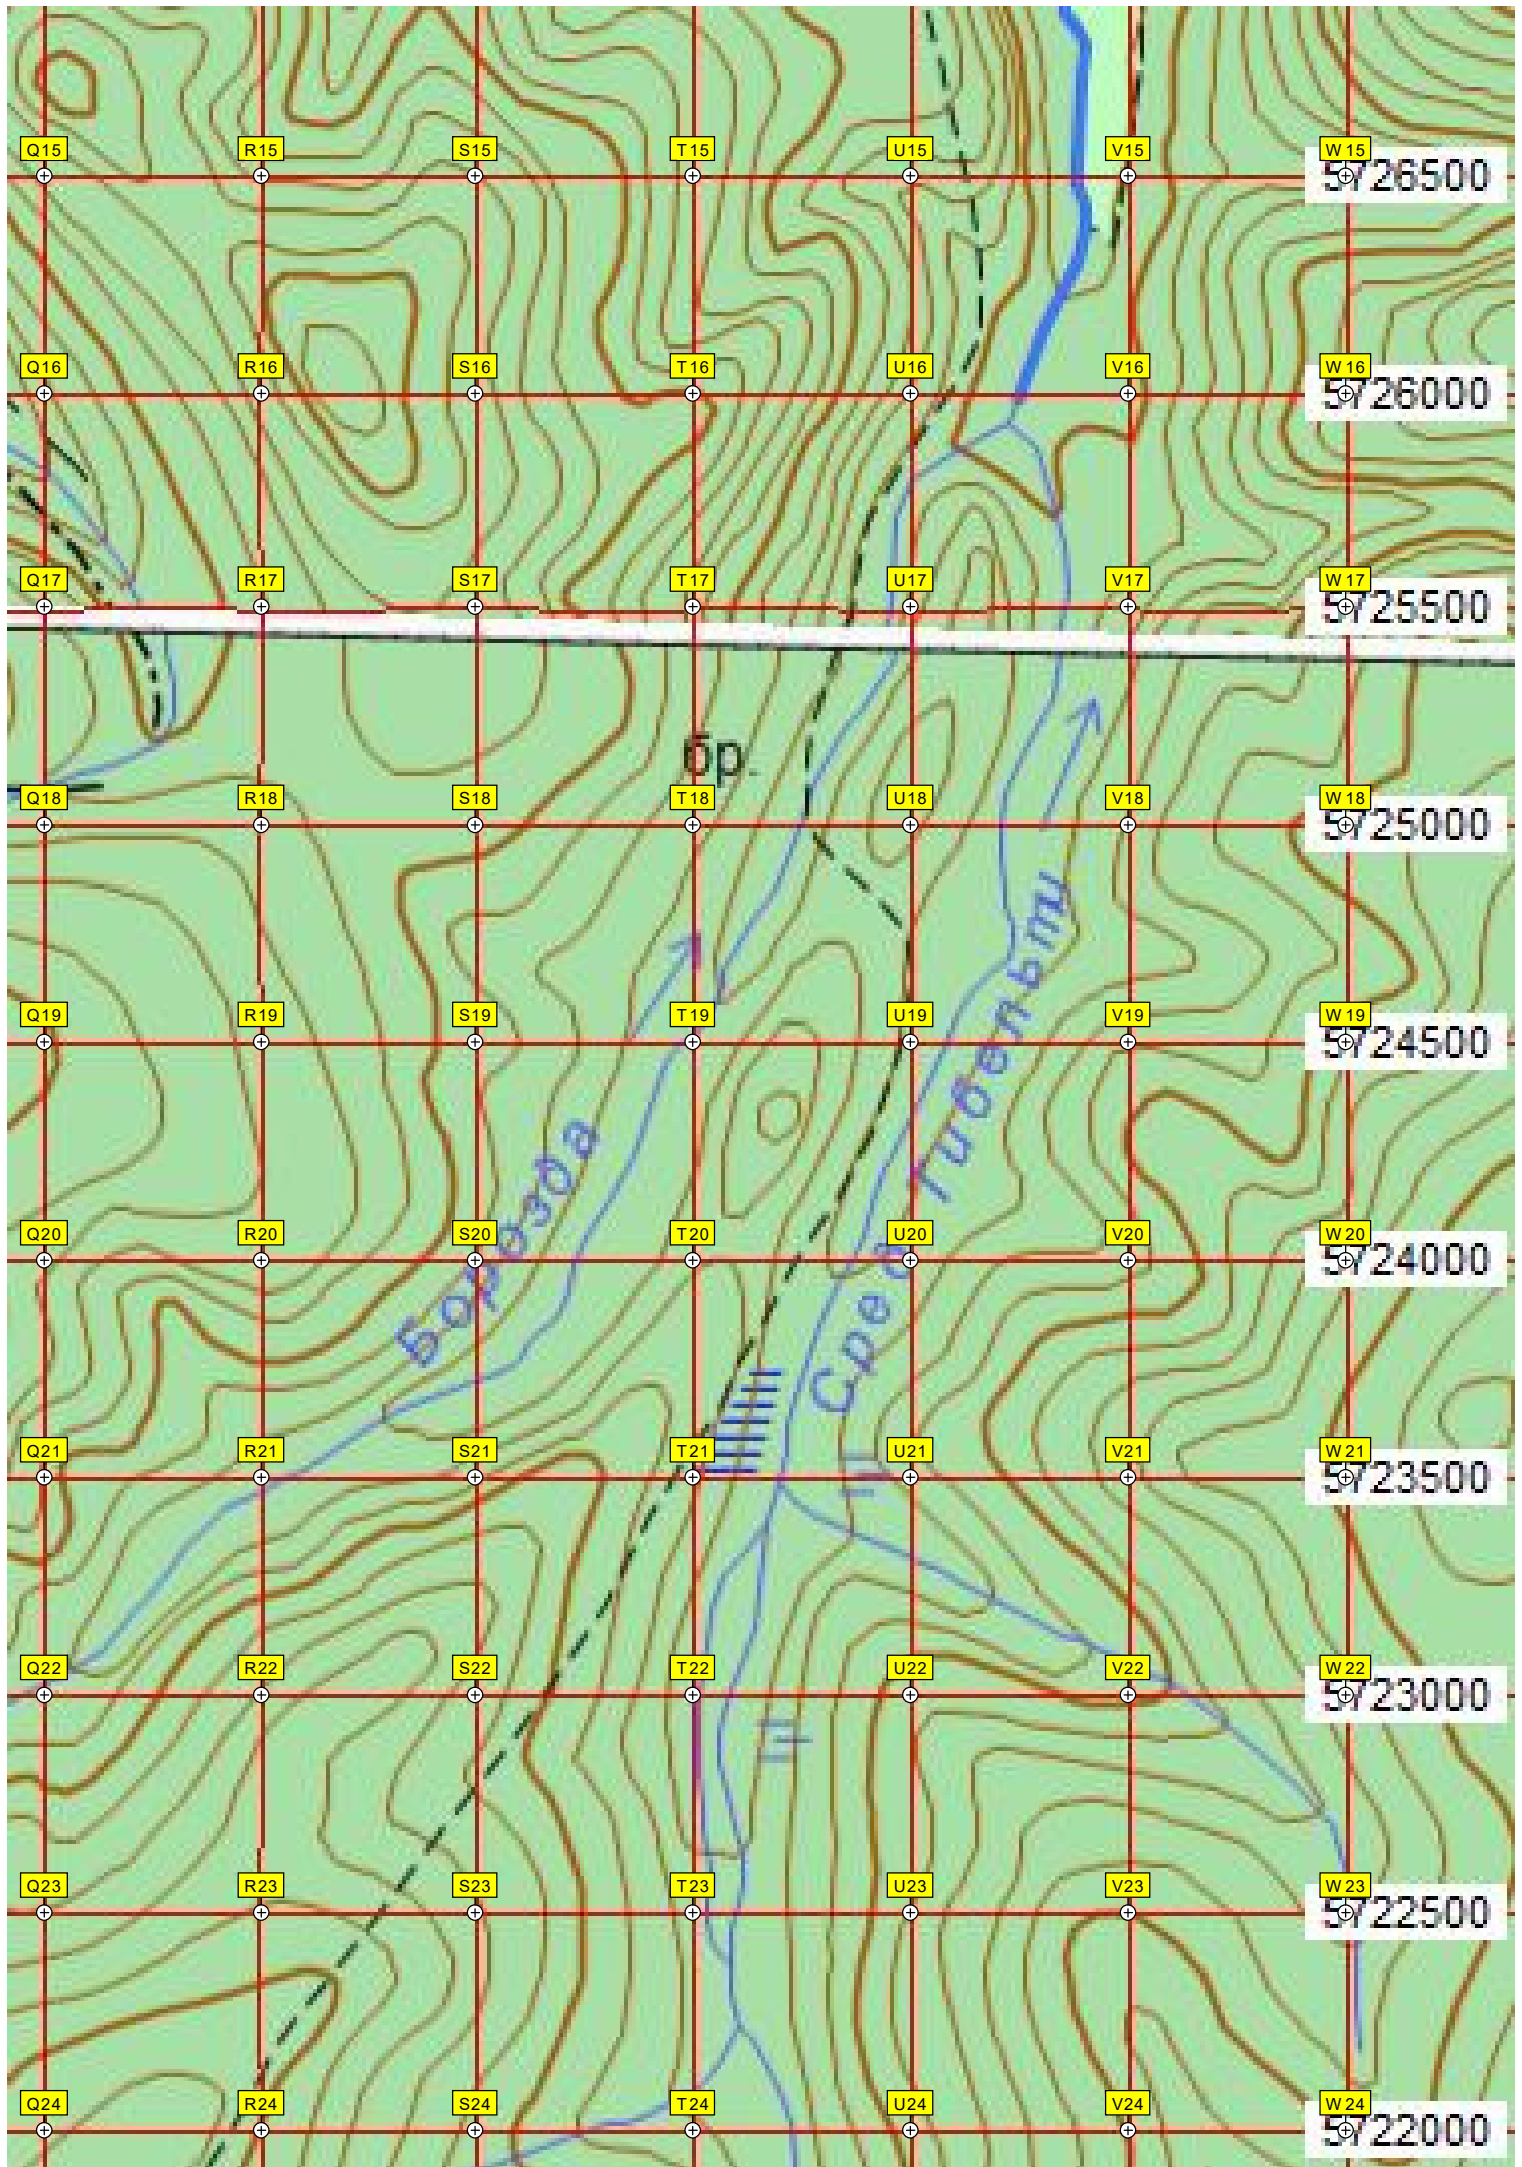 Q15 R15 S15 T15 U15 V15 W15
5726500
Q16 R16 S16 T16 U16 V16 W16
5726000
Q17 R17 S17 T17 U17 V17 W17
5725500
бр.
Q18 R18 S18 T18 U18 V18 W18
5725000
Q19 R19 S19 T19 U19 V19 W19
5724500
Сред Гибельти
Борозда
Q20 R20 S20 T20 U20 V20 W20
5724000
Q21 R21 S21 T21 U21 V21 W21
5723500
Q22 R22 S22 T22 U22 V22 W22
5723000
Q23 R23 S23 T23 U23 V23 W23
5722500
Q24 R24 S24 T24 U24 V24 W24
5722000